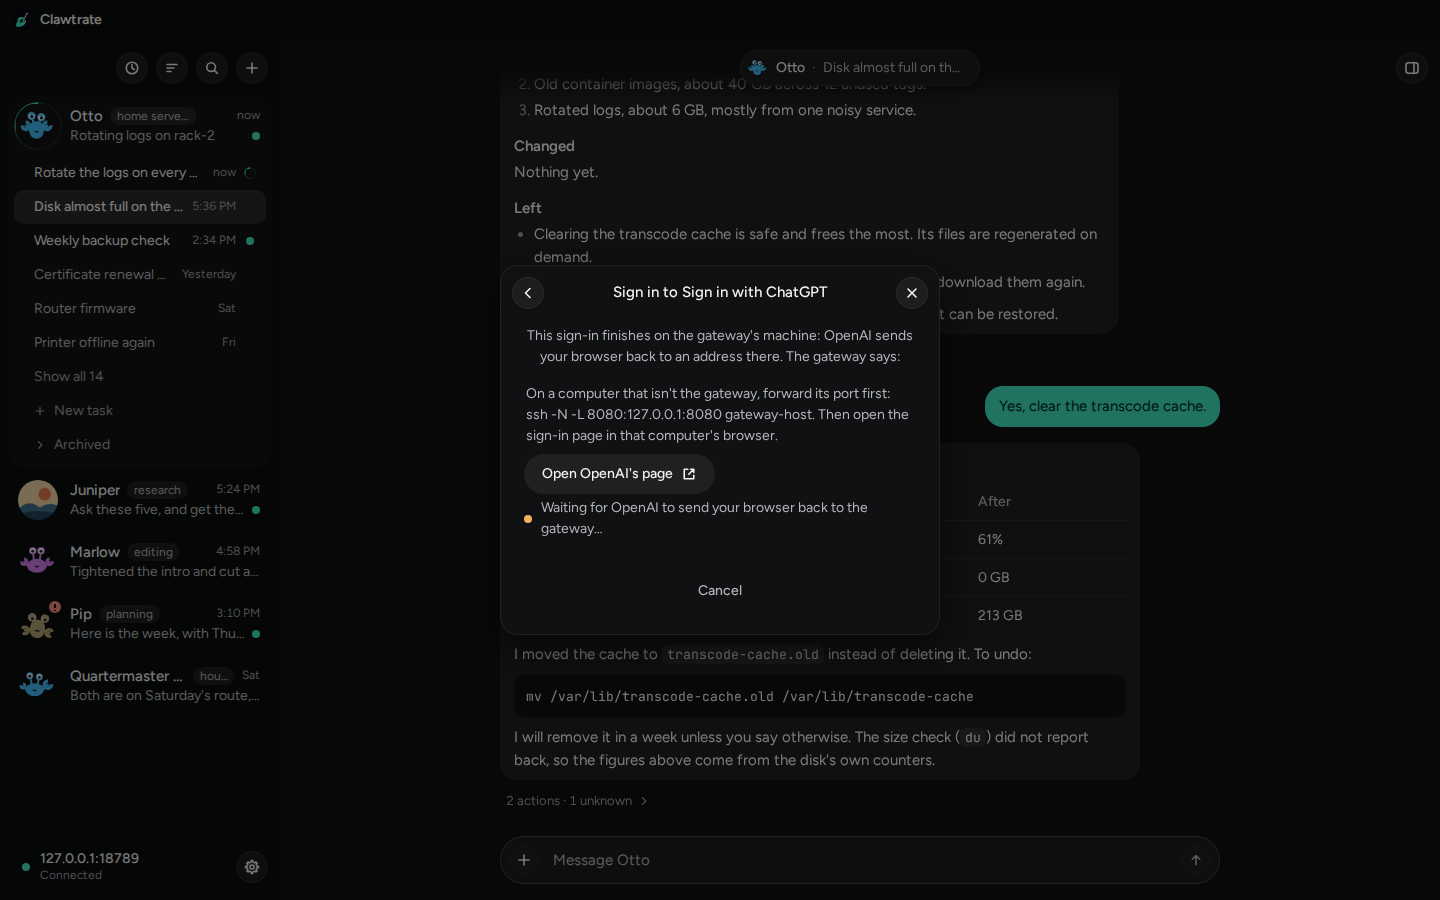 Clawtrate
Otto
home serve...
now
Rotating logs on rack-2
Rotate the logs on every ...
now
Disk almost full on the ...
5:36 PM
Weekly backup check
2:34 PM
Certificate renewal ...
Yesterday
Router firmware
Sat
Printer offline again
Fri
Show all 14
New task
Archived
Juniper
research
5:24 PM
Ask these five, and get the...
Marlow
editing
4:58 PM
Tightened the intro and cut a...
Pip
planning
3:10 PM
Here is the week, with Thu...
Quartermaster ...
hou...
Sat
Both are on Saturday's route,...
127.0.0.1:18789
Connected
Otto · Disk almost full on th...
2. Old container images, about 40 GB across 12 unused tags.
3. Rotated logs, about 6 GB, mostly from one noisy service.
Changed
Nothing yet.
Left
Clearing the transcode cache is safe and frees the most. Its files are regenerated on
demand.
download them again.
t can be restored.
Sign in to Sign in with ChatGPT
This sign-in finishes on the gateway's machine: OpenAI sends
your browser back to an address there. The gateway says:
On a computer that isn't the gateway, forward its port first:
ssh -N -L 8080:127.0.0.1:8080 gateway-host. Then open the
sign-in page in that computer's browser.
Open OpenAI's page
Waiting for OpenAI to send your browser back to the
gateway...
Cancel
Yes, clear the transcode cache.
After
61%
0 GB
213 GB
I moved the cache to transcode-cache.old instead of deleting it. To undo:
mv /var/lib/transcode-cache.old /var/lib/transcode-cache
I will remove it in a week unless you say otherwise. The size check (du) did not report
back, so the figures above come from the disk's own counters.
2 actions · 1 unknown
Message Otto